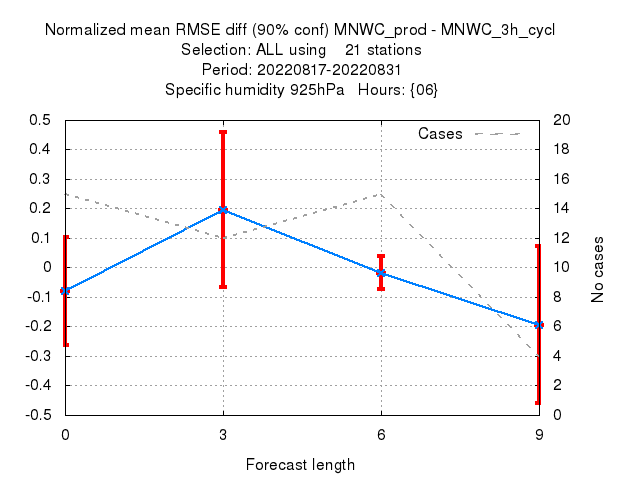 Normalized mean RMSE diff (90% conf) MNWC_prod - MNWC_3h_cycl
Selection: ALL using    21 stations
Period: 20220817-20220831
Specific humidity 925hPa   Hours: {06}
Cases
0.5
0.4
0.3
0.2
0.1
0
-0.1
-0.2
-0.3
-0.4
-0.5
20
18
16
14
12
10
8
6
4
2
0
No cases
0 3 6 9
Forecast length